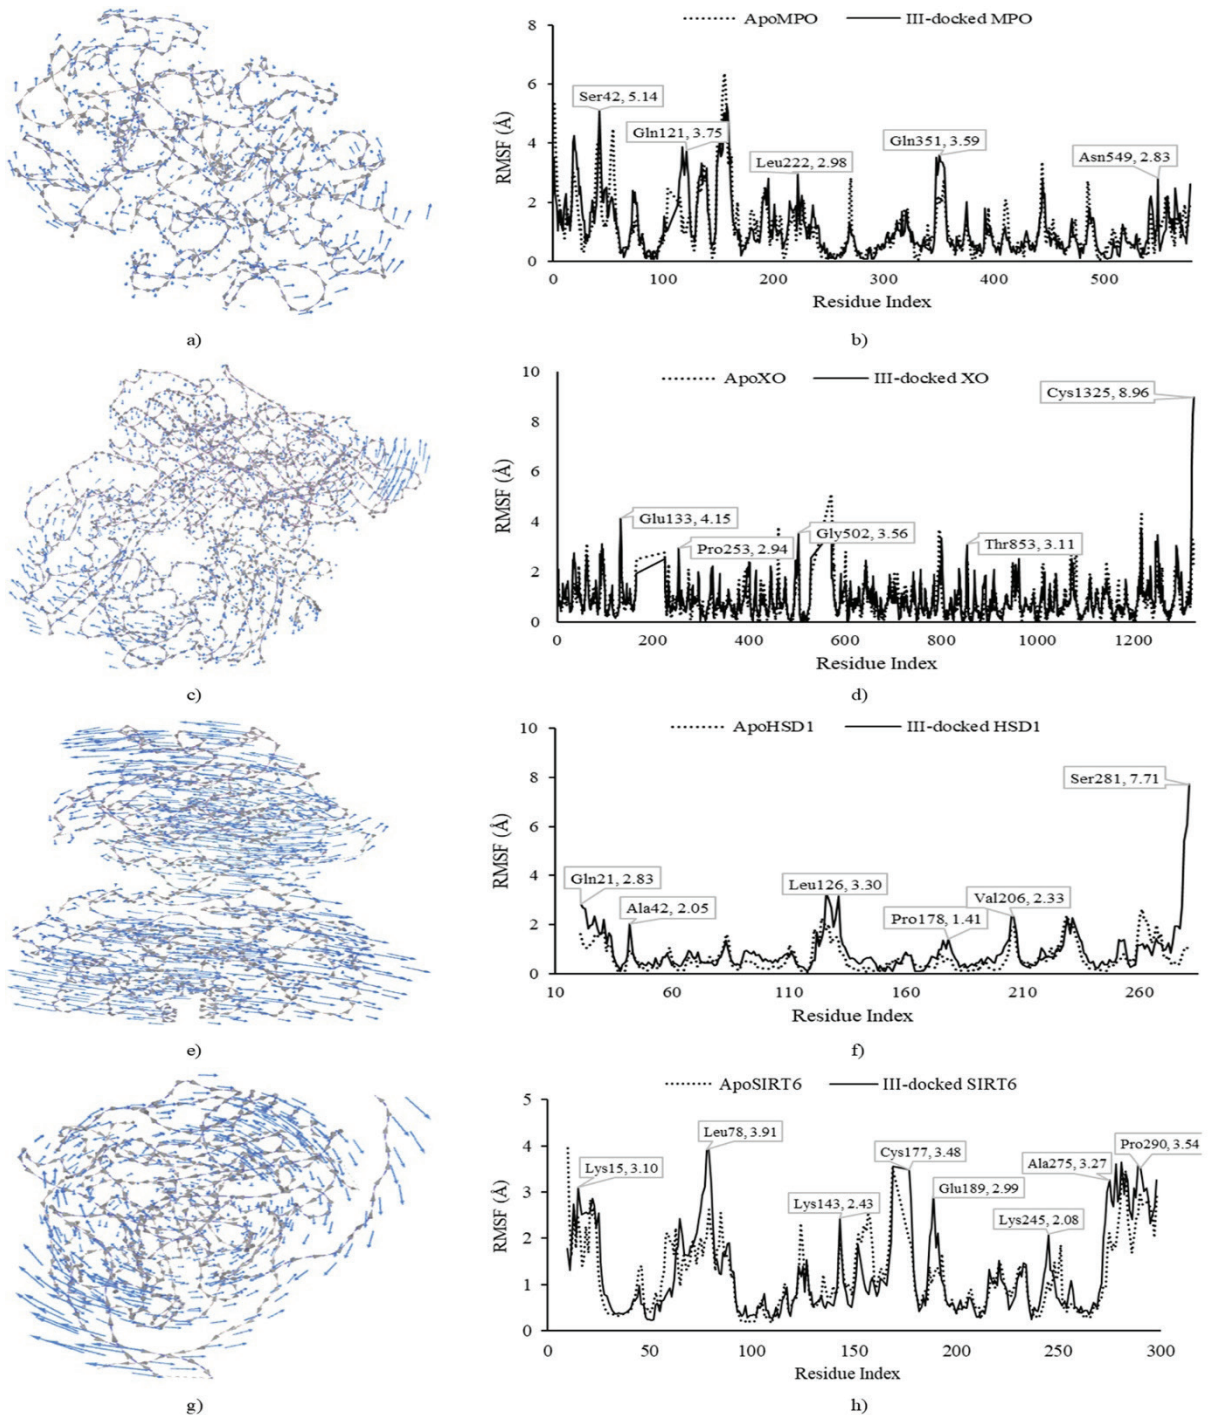 ApoMPO III-docked MPO
8
6
4
2
0
RMSF (Å)
Ser42, 5.14
Gln121, 3.75
Leu222, 2.98
Gln351, 3.59
Asn549, 2.83
0 100 200 300 400 500
Residue Index
a) b)
ApoXO III-docked XO
10
8
6
4
2
0
RMSF (Å)
Cys1325, 8.96
Glu133, 4.15
Pro253, 2.94
Gly502, 3.56
Thr853, 3.11
0 200 400 600 800 1000 1200
Residue Index
c) d)
ApoHSD1 III-docked HSD1
10
8
6
4
2
0
RMSF (Å)
Ser281, 7.71
Gln21, 2.83
Ala42, 2.05
Leu126, 3.30
Pro178, 1.41
Val206, 2.33
10 60 110 160 210 260
Residue Index
e) f)
ApoSIRT6 III-docked SIRT6
5
4
3
2
1
0
RMSF (Å)
Leu78, 3.91
Lys15, 3.10
Cys177, 3.48
Pro290, 3.54
Ala275, 3.27
Glu189, 2.99
Lys143, 2.43
Lys245, 2.08
0 50 100 150 200 250 300
Residue Index
g) h)